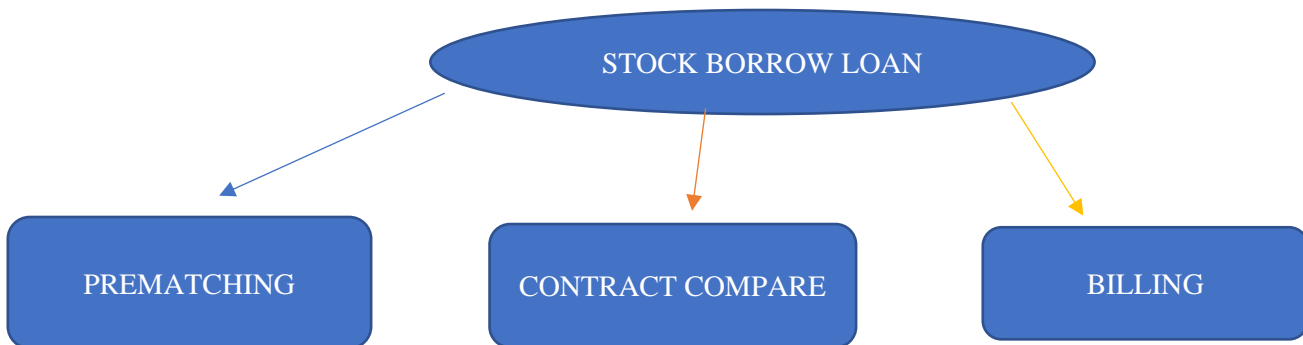 STOCK BORROW LOAN
PREMATCHING
CONTRACT COMPARE
BILLING